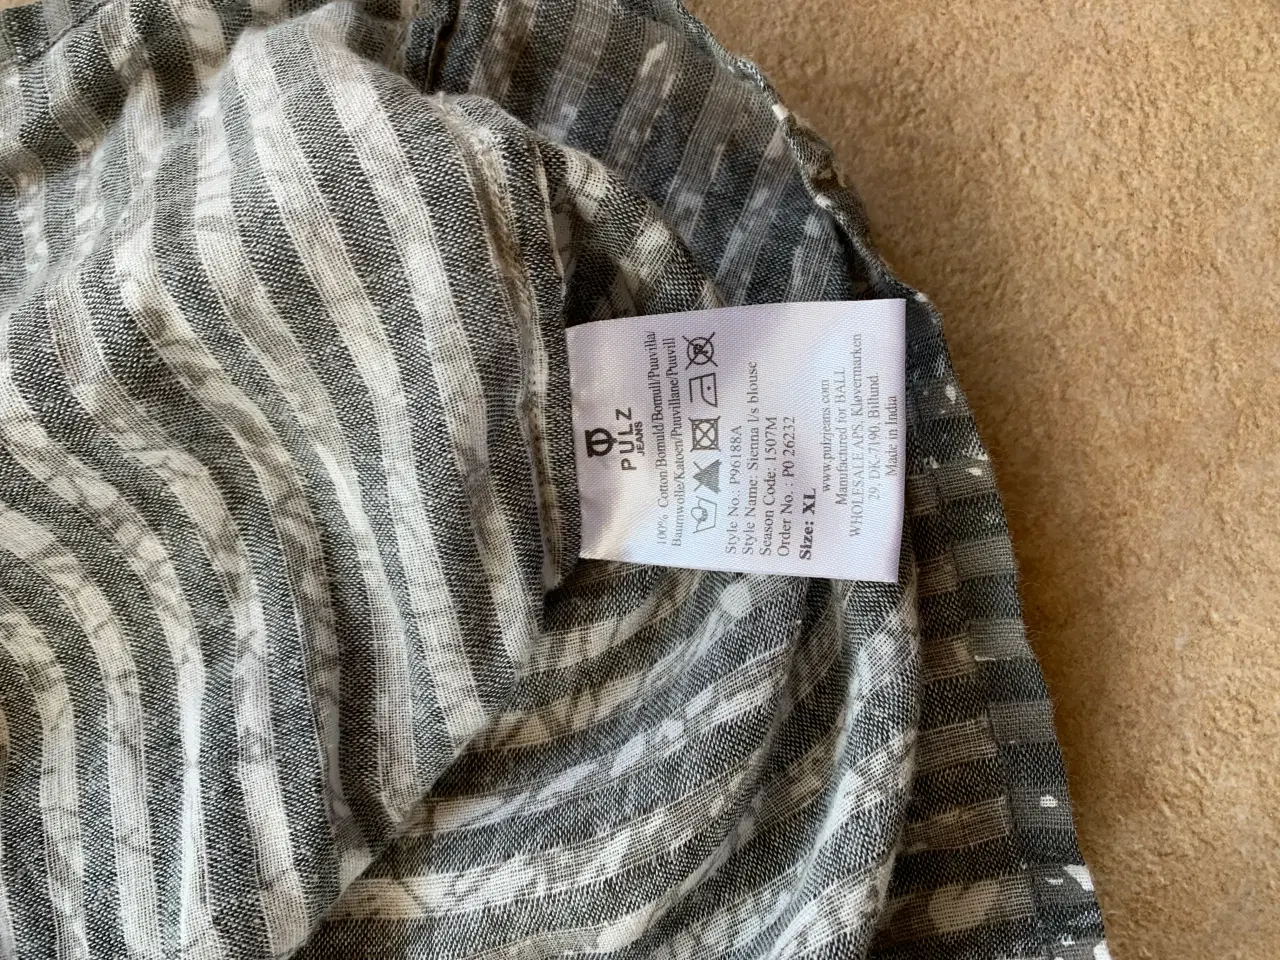 PULZ
JEANS
100% Cotton/Bomuld/Bomull/Puuvilla/
Baumwolle/Katoen/Puuvillane/Puuvill
Style No.: P96188A
Style Name: Sienna l/s blouse
Season Code: 1507M
Order No. : P0 26232
Size: XL
www.pulzjeans.com
Manufactured for BALL
WHOLESALE APS, Kløvermarken
29, DK-7190, Billund
Made in India